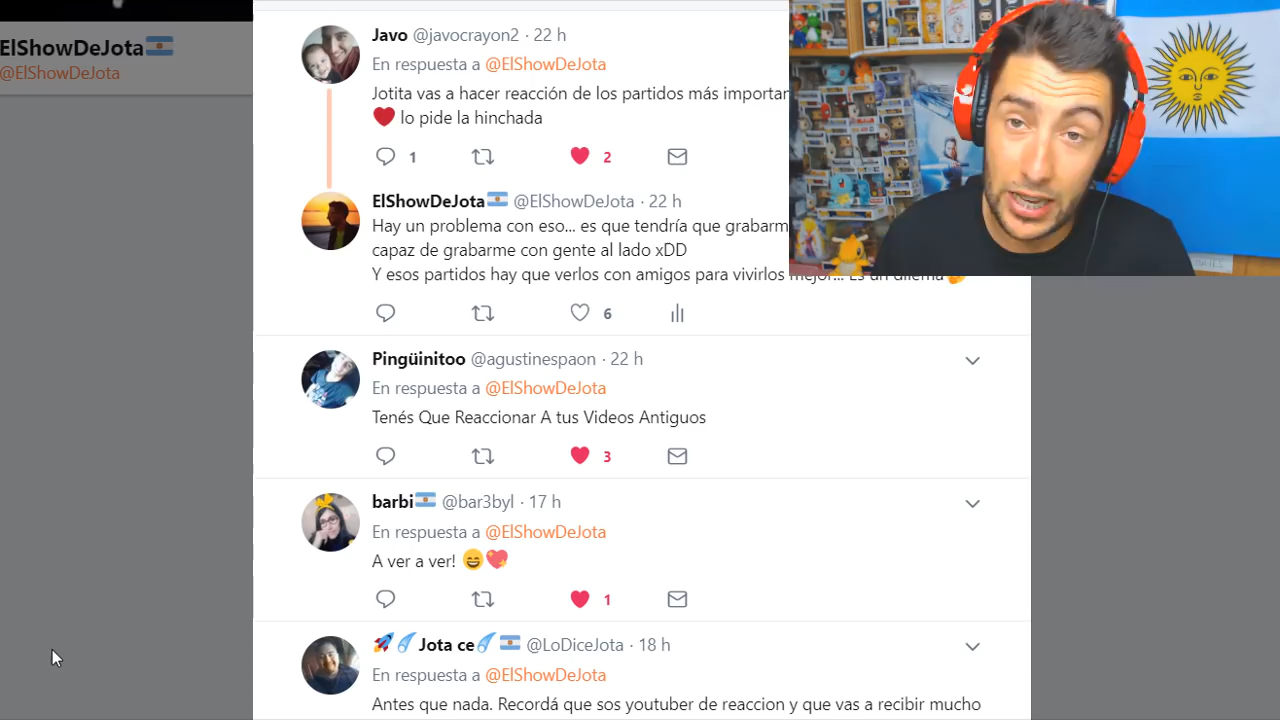 ElShowDeJota
@ElShowDeJota
Javo @javocrayon2 · 22 h
En respuesta a @ElShowDeJota
Jotita vas a hacer reacción de los partidos más
❤ lo pide la hinchada
1 2
ElShowDeJota🇦🇷 @ElShowDeJota · 22 h
Hay un problema con eso... es que tendría que
capaz de grabarme con gente al lado xDD
Y esos partidos hay que verlos con amigos para vivirlos mejor... Es un dilema
6
Pingüinitoo @agustinespaon · 22 h
En respuesta a @ElShowDeJota
Tenés Que Reaccionar A tus Videos Antiguos
3
barbi🇦🇷 @bar3byl · 17 h
En respuesta a @ElShowDeJota
A ver a ver! 😄💖
1
🚀☄Jota ce☄🇦🇷 @LoDiceJota · 18 h
En respuesta a @ElShowDeJota
Antes que nada. Recordá que sos youtuber de reaccion y que vas a recibir mucho